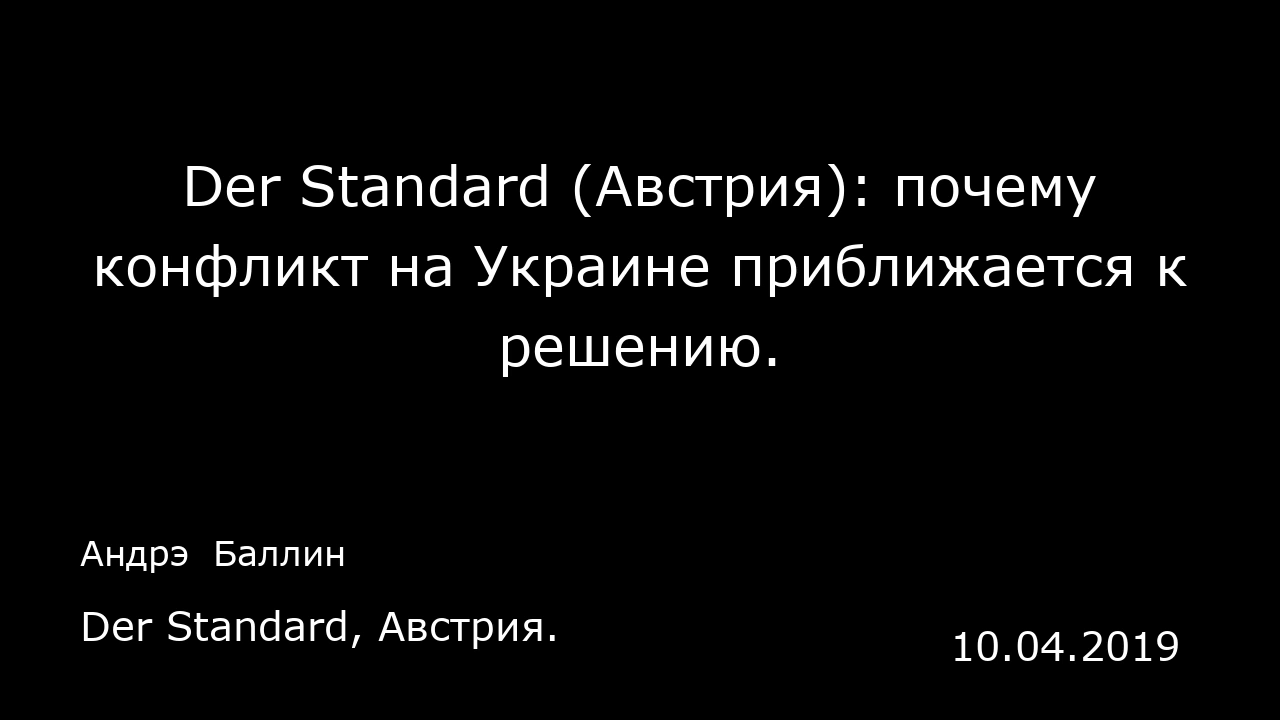 Der Standard (Австрия): почему
конфликт на Украине приближается к
решению.
Андрэ  Баллин
Der Standard, Австрия.
10.04.2019